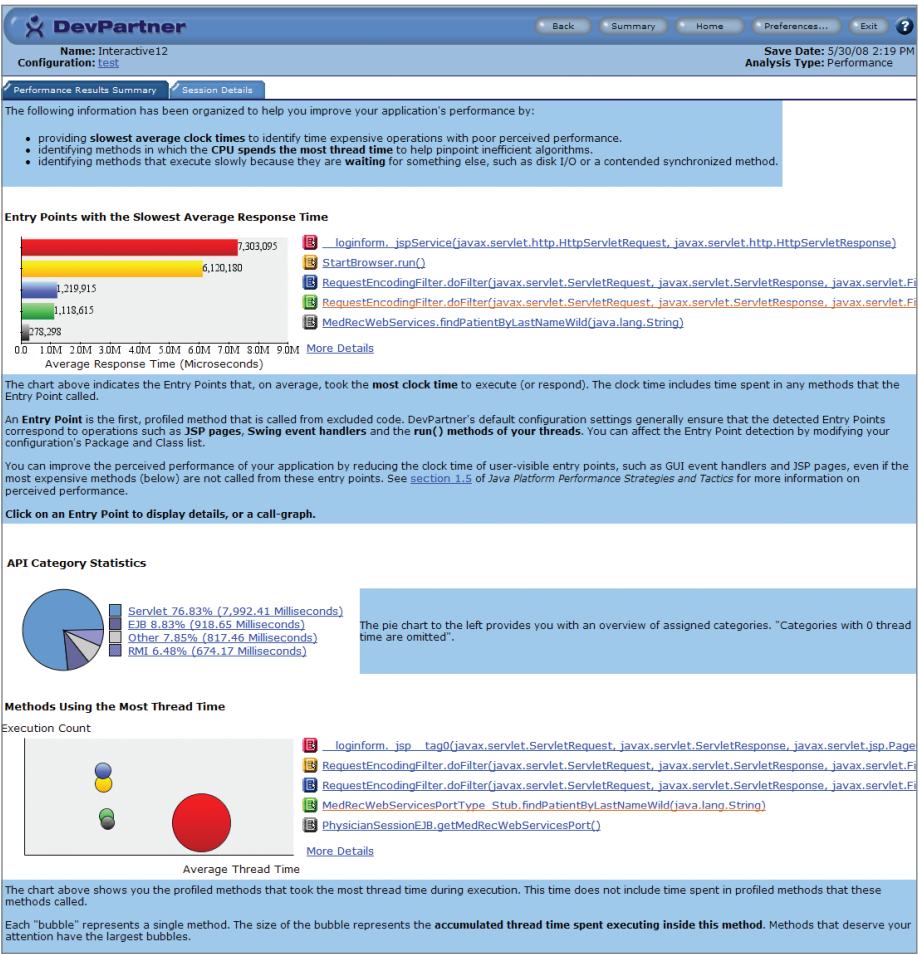 DevPartner
Back Summary Home Preferences... Exit ?
Name: Interactive12
Configuration: test
Save Date: 5/30/08 2:19 PM
Analysis Type: Performance
Performance Results Summary Session Details
The following information has been organized to help you improve your application's performance by:
• providing slowest average clock times to identify time expensive operations with poor perceived performance.
• identifying methods in which the CPU spends the most thread time to help pinpoint inefficient algorithms.
• identifying methods that execute slowly because they are waiting for something else, such as disk I/O or a contended synchronized method.
Entry Points with the Slowest Average Response Time
7,303,095
6,120,180
1,219,915
1,118,615
278,298
0.0 1.0M 2.0M 3.0M 4.0M 5.0M 6.0M 7.0M 8.0M 9.0M
Average Response Time (Microseconds)
__loginform._jspService(javax.servlet.http.HttpServletRequest, javax.servlet.http.HttpServletResponse)
StartBrowser.run()
RequestEncodingFilter.doFilter(javax.servlet.ServletRequest, javax.servlet.ServletResponse, javax.servlet.Fi
RequestEncodingFilter.doFilter(javax.servlet.ServletRequest, javax.servlet.ServletResponse, javax.servlet.Fi
MedRecWebServices.findPatientByLastNameWild(java.lang.String)
More Details
The chart above indicates the Entry Points that, on average, took the most clock time to execute (or respond). The clock time includes time spent in any methods that the
Entry Point called.
An Entry Point is the first, profiled method that is called from excluded code. DevPartner's default configuration settings generally ensure that the detected Entry Points
correspond to operations such as JSP pages, Swing event handlers and the run() methods of your threads. You can affect the Entry Point detection by modifying your
configuration's Package and Class list.
You can improve the perceived performance of your application by reducing the clock time of user-visible entry points, such as GUI event handlers and JSP pages, even if the
most expensive methods (below) are not called from these entry points. See section 1.5 of Java Platform Performance Strategies and Tactics for more information on
perceived performance.
Click on an Entry Point to display details, or a call-graph.
API Category Statistics
Servlet 76.83% (7,992.41 Milliseconds)
EJB 8.83% (918.65 Milliseconds)
Other 7.85% (817.46 Milliseconds)
RMI 6.48% (674.17 Milliseconds)
The pie chart to the left provides you with an overview of assigned categories. "Categories with 0 thread
time are omitted".
Methods Using the Most Thread Time
Execution Count
Average Thread Time
__loginform._jsp__tag0(javax.servlet.ServletRequest, javax.servlet.ServletResponse, javax.servlet.jsp.Page
RequestEncodingFilter.doFilter(javax.servlet.ServletRequest, javax.servlet.ServletResponse, javax.servlet.Fi
RequestEncodingFilter.doFilter(javax.servlet.ServletRequest, javax.servlet.ServletResponse, javax.servlet.Fi
MedRecWebServicesPortType_Stub.findPatientByLastNameWild(java.lang.String)
PhysicianSessionEJB.getMedRecWebServicesPort()
More Details
The chart above shows you the profiled methods that took the most thread time during execution. This time does not include time spent in profiled methods that these
methods called.
Each "bubble" represents a single method. The size of the bubble represents the accumulated thread time spent executing inside this method. Methods that deserve your
attention have the largest bubbles.